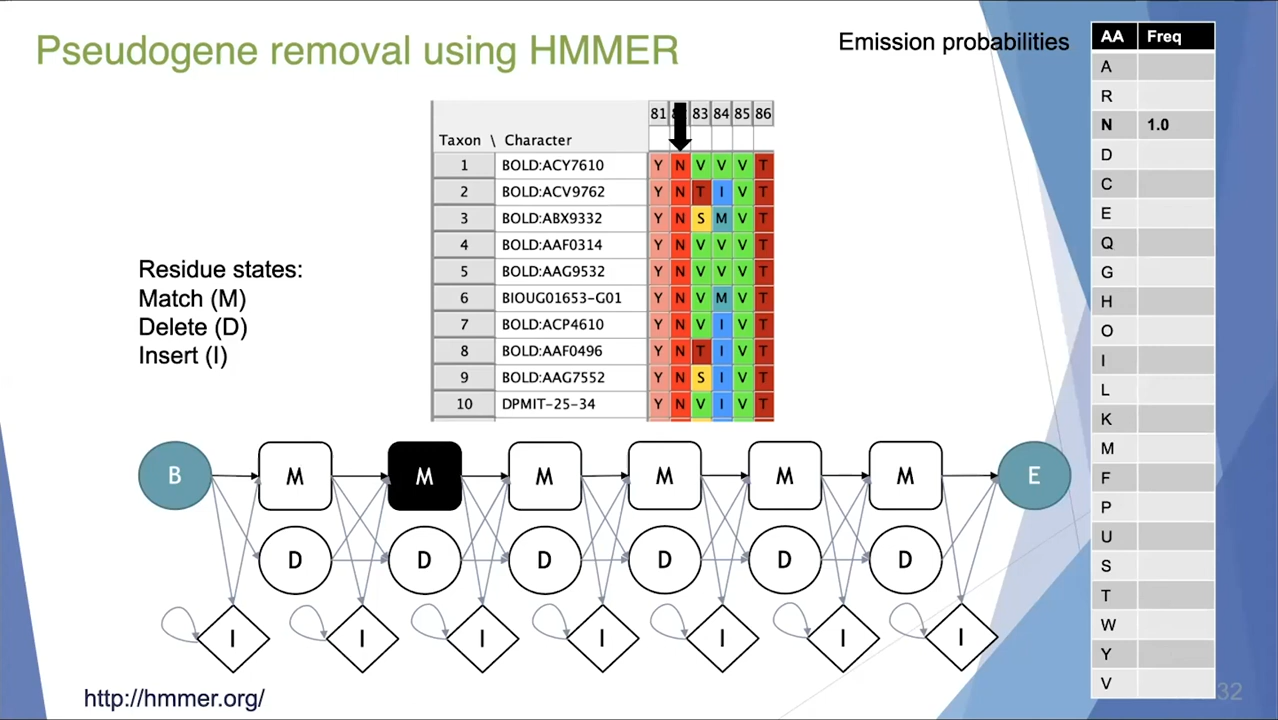 Pseudogene removal using HMMER
Emission probabilities
AA Freq
A
R
N 1.0
D
C
E
Q
G
H
O
I
L
K
M
F
P
U
S
T
W
Y
V
81 83 84 85 86
Taxon \ Character
1 BOLD:ACY7610 Y N V V V T
2 BOLD:ACV9762 Y N T I V T
3 BOLD:ABX9332 Y N S M V T
4 BOLD:AAF0314 Y N V V V T
5 BOLD:AAG9532 Y N V V V T
6 BIOUG01653-G01 Y N V M V T
7 BOLD:ACP4610 Y N V I V T
8 BOLD:AAF0496 Y N T I V T
9 BOLD:AAG7552 Y N S I V T
10 DPMIT-25-34 Y N V I V T
Residue states:
Match (M)
Delete (D)
Insert (I)
B M M M M M M E
D D D D D D
I I I I I I I
http://hmmer.org/
32